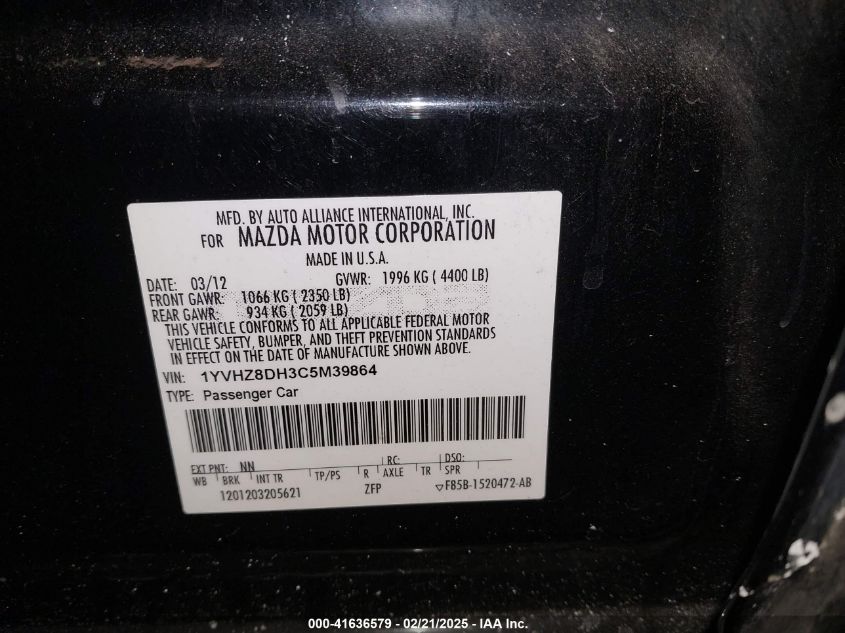 MFD. BY AUTO ALLIANCE INTERNATIONAL, INC.
FOR MAZDA MOTOR CORPORATION
MADE IN U.S.A.
DATE: 03/12 GVWR: 1996 KG ( 4400 LB)
FRONT GAWR: 1066 KG ( 2350 LB)
REAR GAWR: 934 KG ( 2059 LB)
THIS VEHICLE CONFORMS TO ALL APPLICABLE FEDERAL MOTOR
VEHICLE SAFETY, BUMPER, AND THEFT PREVENTION STANDARDS
IN EFFECT ON THE DATE OF MANUFACTURE SHOWN ABOVE.
VIN: 1YVHZ8DH3C5M39864
TYPE: Passenger Car
EXT PNT: NN RC: DSO:
WB BRK INT TR TP/PS R AXLE TR SPR
1201203205621 ZFP ▽F85B-1520472-AB
000-41636579 - 02/21/2025 - IAA Inc.